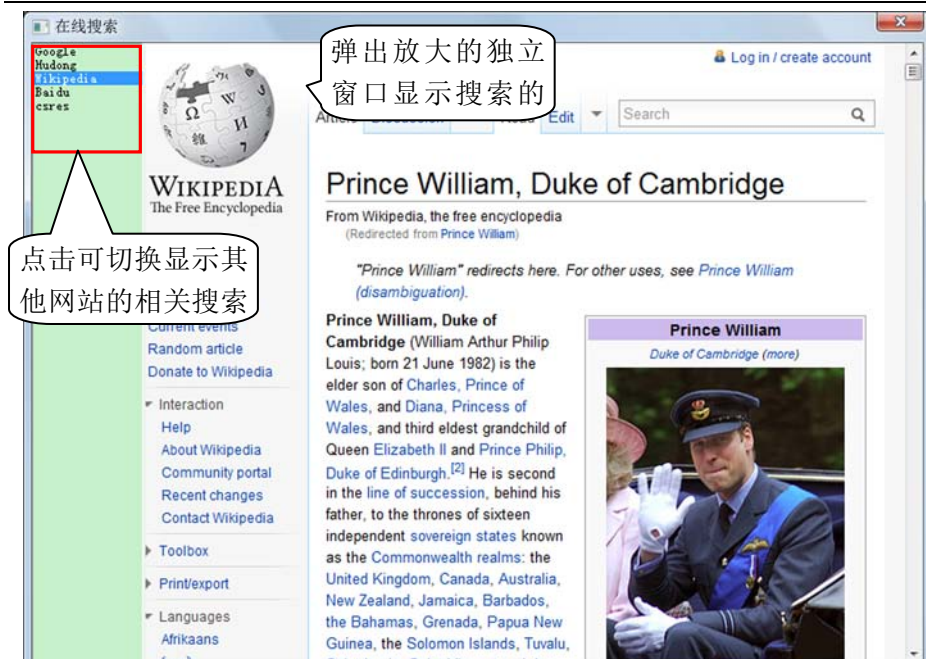 在线搜索
Google
Hudong
Wikipedia
Baidu
csres
弹出放大的独立
窗口显示搜索的
点击可切换显示其
他网站的相关搜索
WIKIPEDIA
The Free Encyclopedia
Current events
Random article
Donate to Wikipedia
Interaction
Help
About Wikipedia
Community portal
Recent changes
Contact Wikipedia
Toolbox
Print/export
Languages
Afrikaans
Log in / create account
Edit
Search
Prince William, Duke of Cambridge
From Wikipedia, the free encyclopedia
(Redirected from Prince William)
"Prince William" redirects here. For other uses, see Prince William
(disambiguation).
Prince William, Duke of
Cambridge (William Arthur Philip
Louis; born 21 June 1982) is the
elder son of Charles, Prince of
Wales, and Diana, Princess of
Wales, and third eldest grandchild of
Queen Elizabeth II and Prince Philip,
Duke of Edinburgh.[2] He is second
in the line of succession, behind his
father, to the thrones of sixteen
independent sovereign states known
as the Commonwealth realms: the
United Kingdom, Canada, Australia,
New Zealand, Jamaica, Barbados,
the Bahamas, Grenada, Papua New
Guinea, the Solomon Islands, Tuvalu,
Prince William
Duke of Cambridge (more)